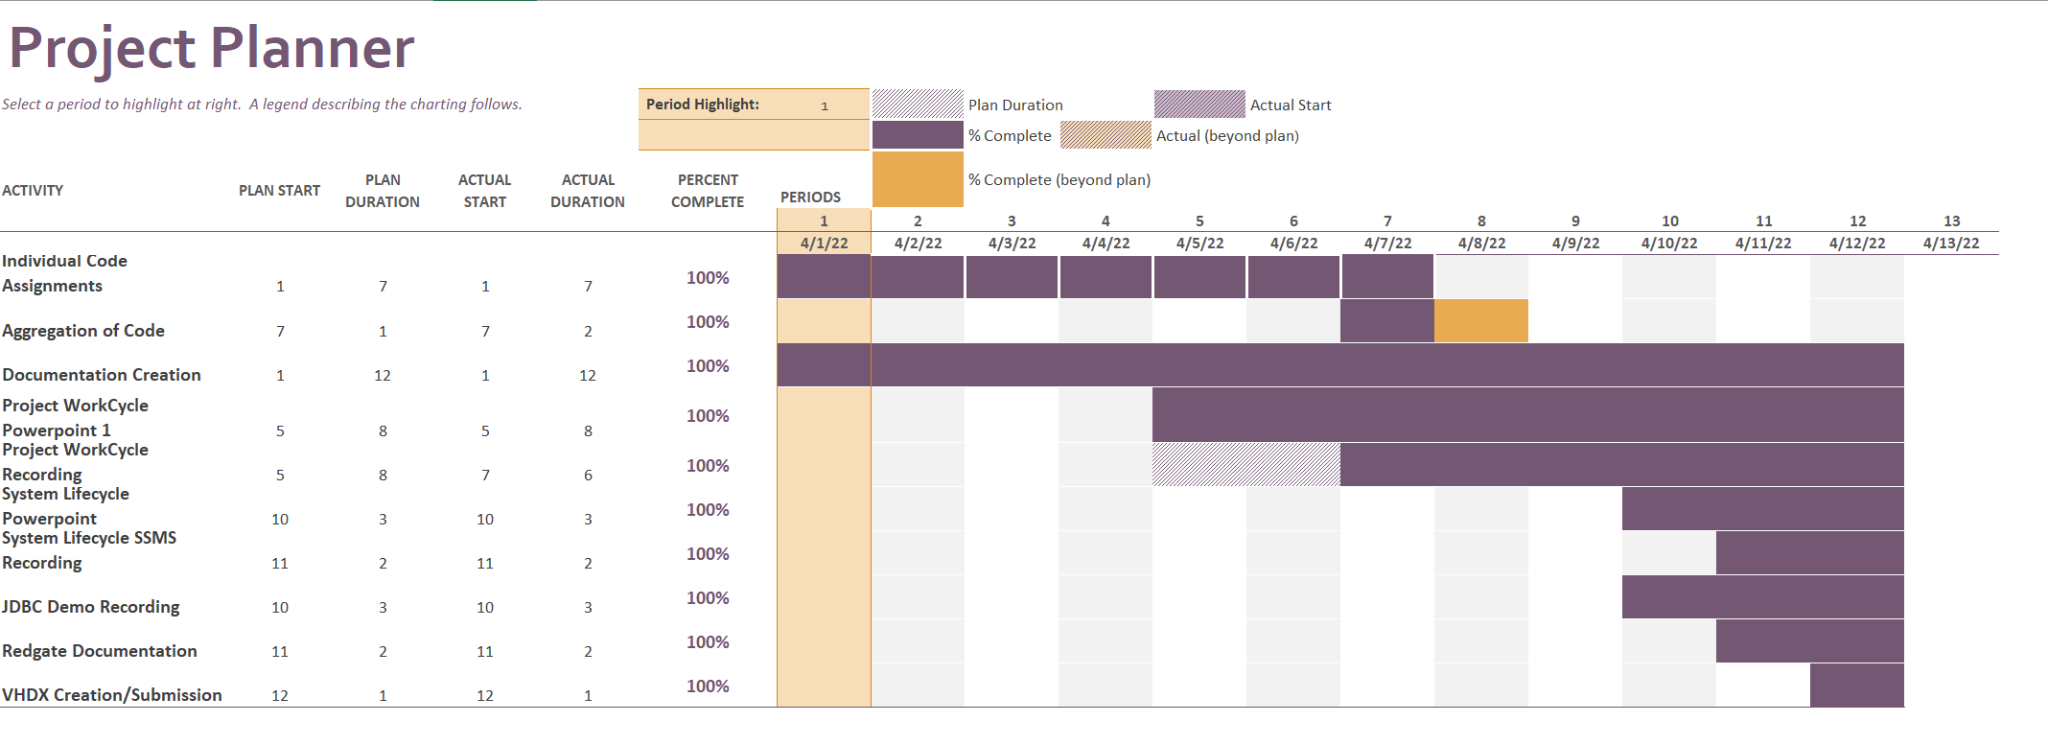 Project Planner
Select a period to highlight at right.  A legend describing the charting follows.
Period Highlight: 1 Plan Duration Actual Start
% Complete Actual (beyond plan)
% Complete (beyond plan)
ACTIVITY PLAN START PLAN DURATION ACTUAL START ACTUAL DURATION PERCENT COMPLETE PERIODS
1 2 3 4 5 6 7 8 9 10 11 12 13
4/1/22 4/2/22 4/3/22 4/4/22 4/5/22 4/6/22 4/7/22 4/8/22 4/9/22 4/10/22 4/11/22 4/12/22 4/13/22
Individual Code
Assignments 1 7 1 7 100%
Aggregation of Code 7 1 7 2 100%
Documentation Creation 1 12 1 12 100%
Project WorkCycle
Powerpoint 1 5 8 5 8 100%
Project WorkCycle
Recording 5 8 7 6 100%
System Lifecycle
Powerpoint 10 3 10 3 100%
System Lifecycle SSMS
Recording 11 2 11 2 100%
JDBC Demo Recording 10 3 10 3 100%
Redgate Documentation 11 2 11 2 100%
VHDX Creation/Submission 12 1 12 1 100%